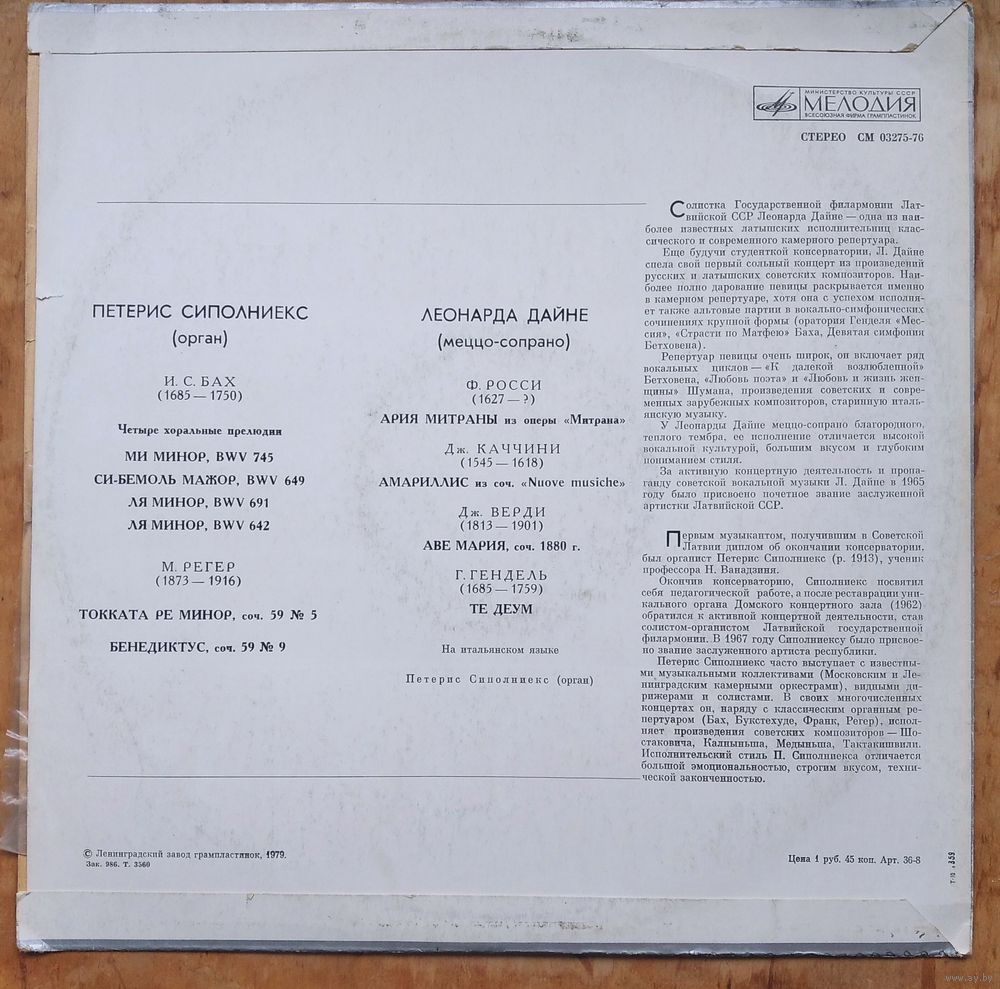 МИНИСТЕРСТВО КУЛЬТУРЫ СССР
МЕЛОДИЯ
ВСЕСОЮЗНАЯ ФИРМА ГРАМПЛАСТИНОК
СТЕРЕО СМ 03275-76
ПЕТЕРИС СИПОЛНИЕКС
(орган)
И. С. БАХ
(1685 — 1750)
Четыре хоральные прелюдии
МИ МИНОР, BWV 745
СИ-БЕМОЛЬ МАЖОР, BWV 649
ЛЯ МИНОР, BWV 691
ЛЯ МИНОР, BWV 642
М. РЕГЕР
(1873 — 1916)
ТОККАТА РЕ МИНОР, соч. 59 № 5
БЕНЕДИКТУС, соч. 59 № 9
ЛЕОНАРДА ДАЙНЕ
(меццо-сопрано)
Ф. РОССИ
(1627 — ?)
АРИЯ МИТРАНЫ из оперы «Митрана»
Дж. КАЧЧИНИ
(1545 — 1618)
АМАРИЛЛИС из соч. «Nuove musiche»
Дж. ВЕРДИ
(1813 — 1901)
АВЕ МАРИЯ, соч. 1880 г.
Г. ГЕНДЕЛЬ
(1685 — 1759)
ТЕ ДЕУМ
На итальянском языке
Петерис Сиполниекс (орган)
Солистка Государственной филармонии Лат-
вийской ССР Леонарда Дайне — одна из наи-
более известных латышских исполнительниц клас-
сического и современного камерного репертуара.
Еще будучи студенткой консерватории, Л. Дайне
спела свой первый сольный концерт из произведений
русских и латышских советских композиторов. Наи-
более полно дарование певицы раскрывается именно
в камерном репертуаре, хотя она с успехом исполня-
ет также альтовые партии в вокально-симфонических
сочинениях крупной формы (оратория Генделя «Мес-
сия», «Страсти по Матфею» Баха, Девятая симфония
Бетховена).
Репертуар певицы очень широк, он включает ряд
вокальных циклов — «К далекой возлюбленной»
Бетховена, «Любовь поэта» и «Любовь и жизнь жен-
щины» Шумана, произведения советских и совре-
менных зарубежных композиторов, старинную италь-
янскую музыку.
У Леонарды Дайне меццо-сопрано благородного,
теплого тембра, ее исполнение отличается высокой
вокальной культурой, большим вкусом и глубоким
пониманием стиля.
За активную концертную деятельность и пропа-
ганду советской вокальной музыки Л. Дайне в 1965
году было присвоено почетное звание заслуженной
артистки Латвийской ССР.
Первым музыкантом, получившим в Советской
Латвии диплом об окончании консерватории,
был органист Петерис Сиполниекс (р. 1913), ученик
профессора Н. Ванадзиня.
Окончив консерваторию, Сиполниекс посвятил
себя педагогической работе, а после реставрации уни-
кального органа Домского концертного зала (1962)
обратился к активной концертной деятельности, став
солистом-органистом Латвийской государственной
филармонии. В 1967 году Сиполниексу было присвое-
но звание заслуженного артиста республики.
Петерис Сиполниекс часто выступает с известны-
ми музыкальными коллективами (Московским и Ле-
нинградским камерными оркестрами), видными ди-
рижерами и солистами. В своих многочисленных
концертах он, наряду с классическим органным ре-
пертуаром (Бах, Букстехуде, Франк, Регер), испол-
няет произведения советских композиторов — Шо-
стаковича, Калныньша, Медыньша, Тактакишвили.
Исполнительский стиль П. Сиполниекса отличается
большой эмоциональностью, строгим вкусом, техни-
ческой законченностью.
© Ленинградский завод грампластинок, 1979.
Зак. 986. Т. 3560
Цена 1 руб. 45 коп. Арт. 36-8
www.ay.by